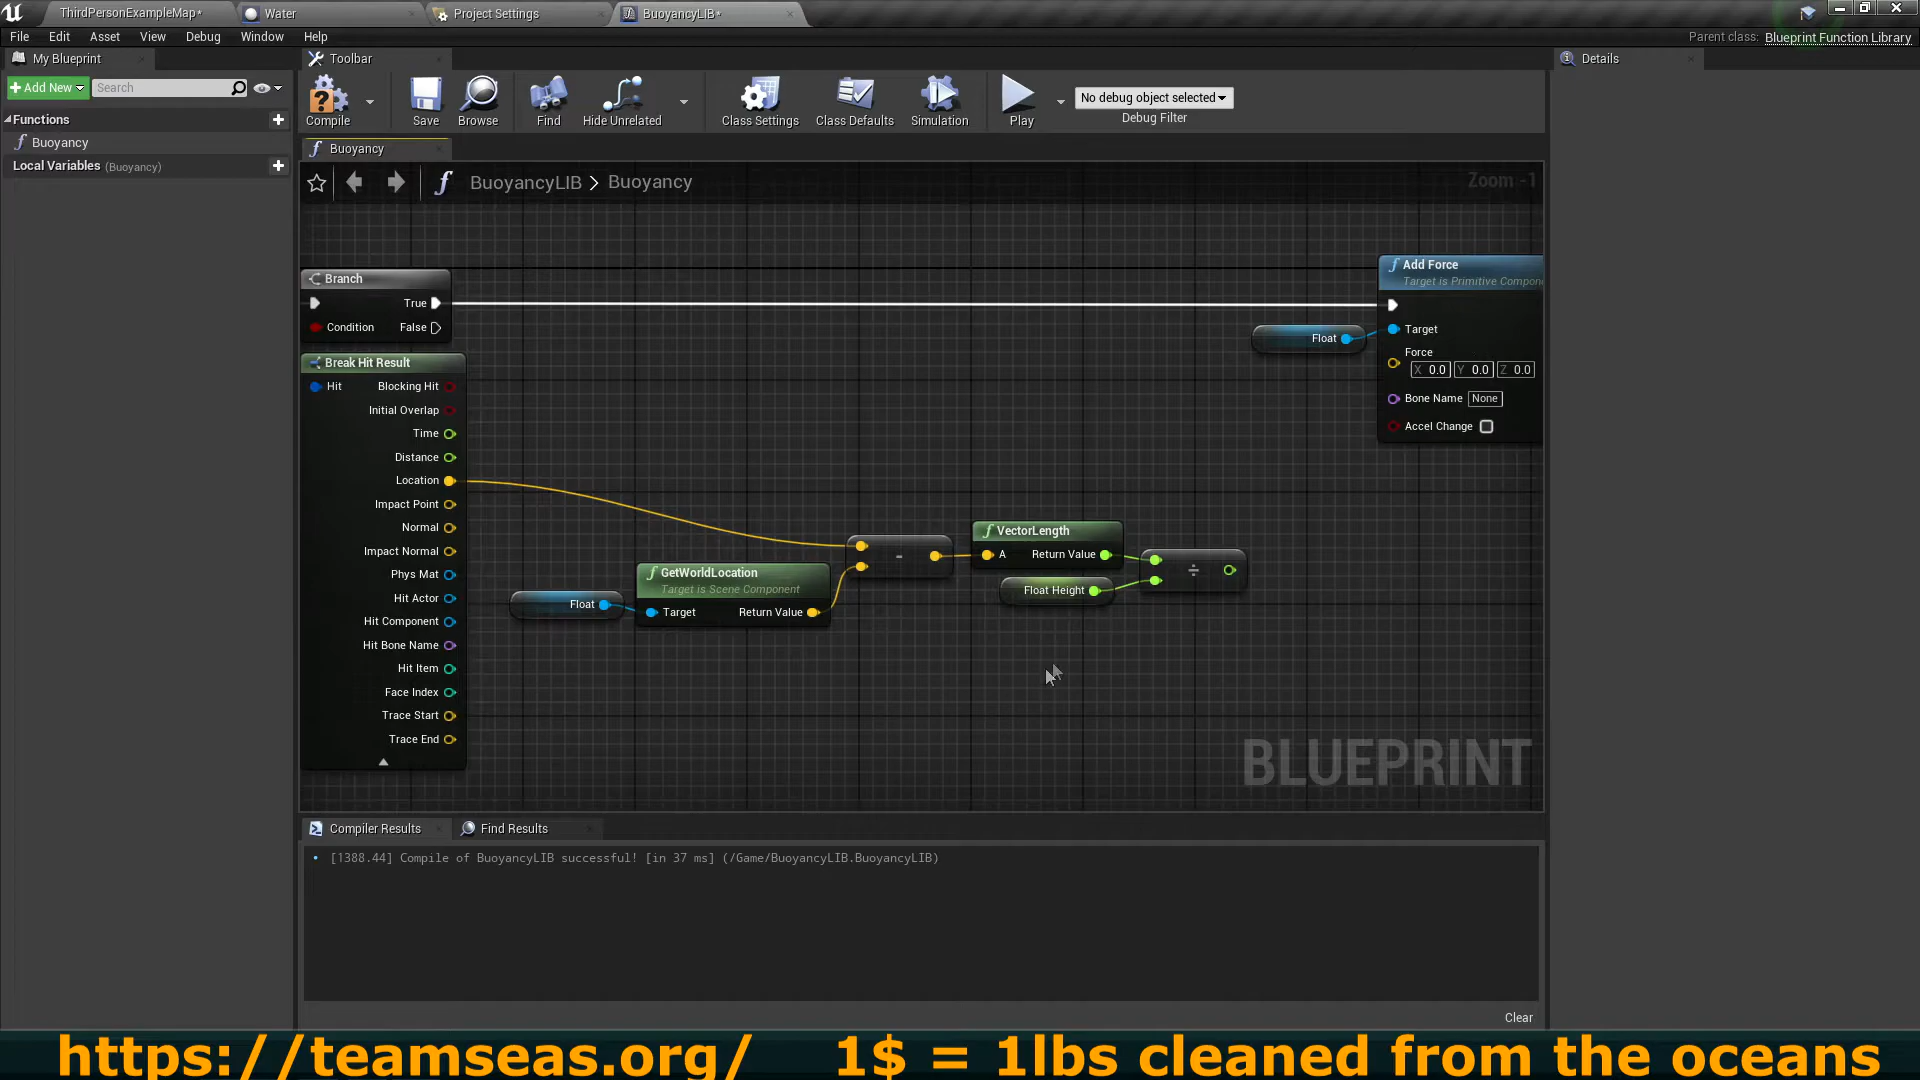 ThirdPersonExampleMap*
Water
Project Settings
BuoyancyLIB*
File Edit Asset View Debug Window Help
Parent class: Blueprint Function Library
My Blueprint
Toolbar
Details
Add New
Search
Compile
Save
Browse
Find
Hide Unrelated
Class Settings
Class Defaults
Simulation
Play
No debug object selected
Debug Filter
Functions
Buoyancy
Local Variables (Buoyancy)
Buoyancy
BuoyancyLIB > Buoyancy
Zoom -1
Branch
True
Condition
False
Break Hit Result
Hit
Blocking Hit
Initial Overlap
Time
Distance
Location
Impact Point
Normal
Impact Normal
Phys Mat
Hit Actor
Hit Component
Hit Bone Name
Hit Item
Face Index
Trace Start
Trace End
Float
GetWorldLocation
Target is Scene Component
Target
Return Value
-
VectorLength
A
Return Value
Float Height
÷
Float
Add Force
Target is Primitive Compon
Target
Force
X 0.0 Y 0.0 Z 0.0
Bone Name None
Accel Change
BLUEPRINT
Compiler Results
Find Results
[1388.44] Compile of BuoyancyLIB successful! [in 37 ms] (/Game/BuoyancyLIB.BuoyancyLIB)
Clear
https://teamseas.org/ 1$ = 1lbs cleaned from the oceans